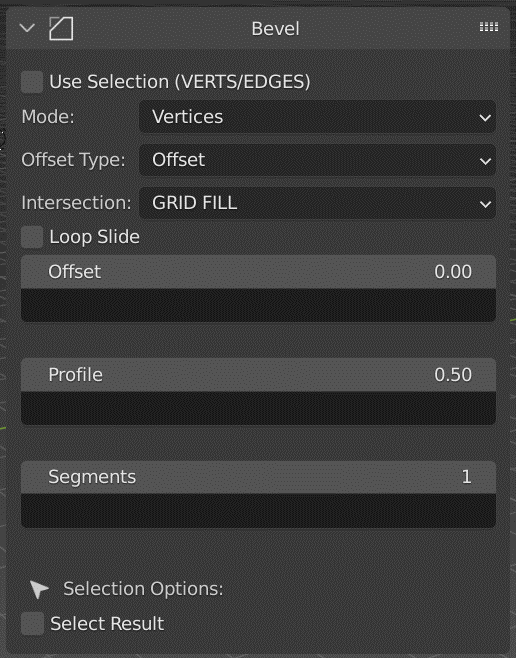 Bevel
Use Selection (VERTS/EDGES)
Mode: Vertices
Offset Type: Offset
Intersection: GRID FILL
Loop Slide
Offset 0.00
Profile 0.50
Segments 1
Selection Options:
Select Result